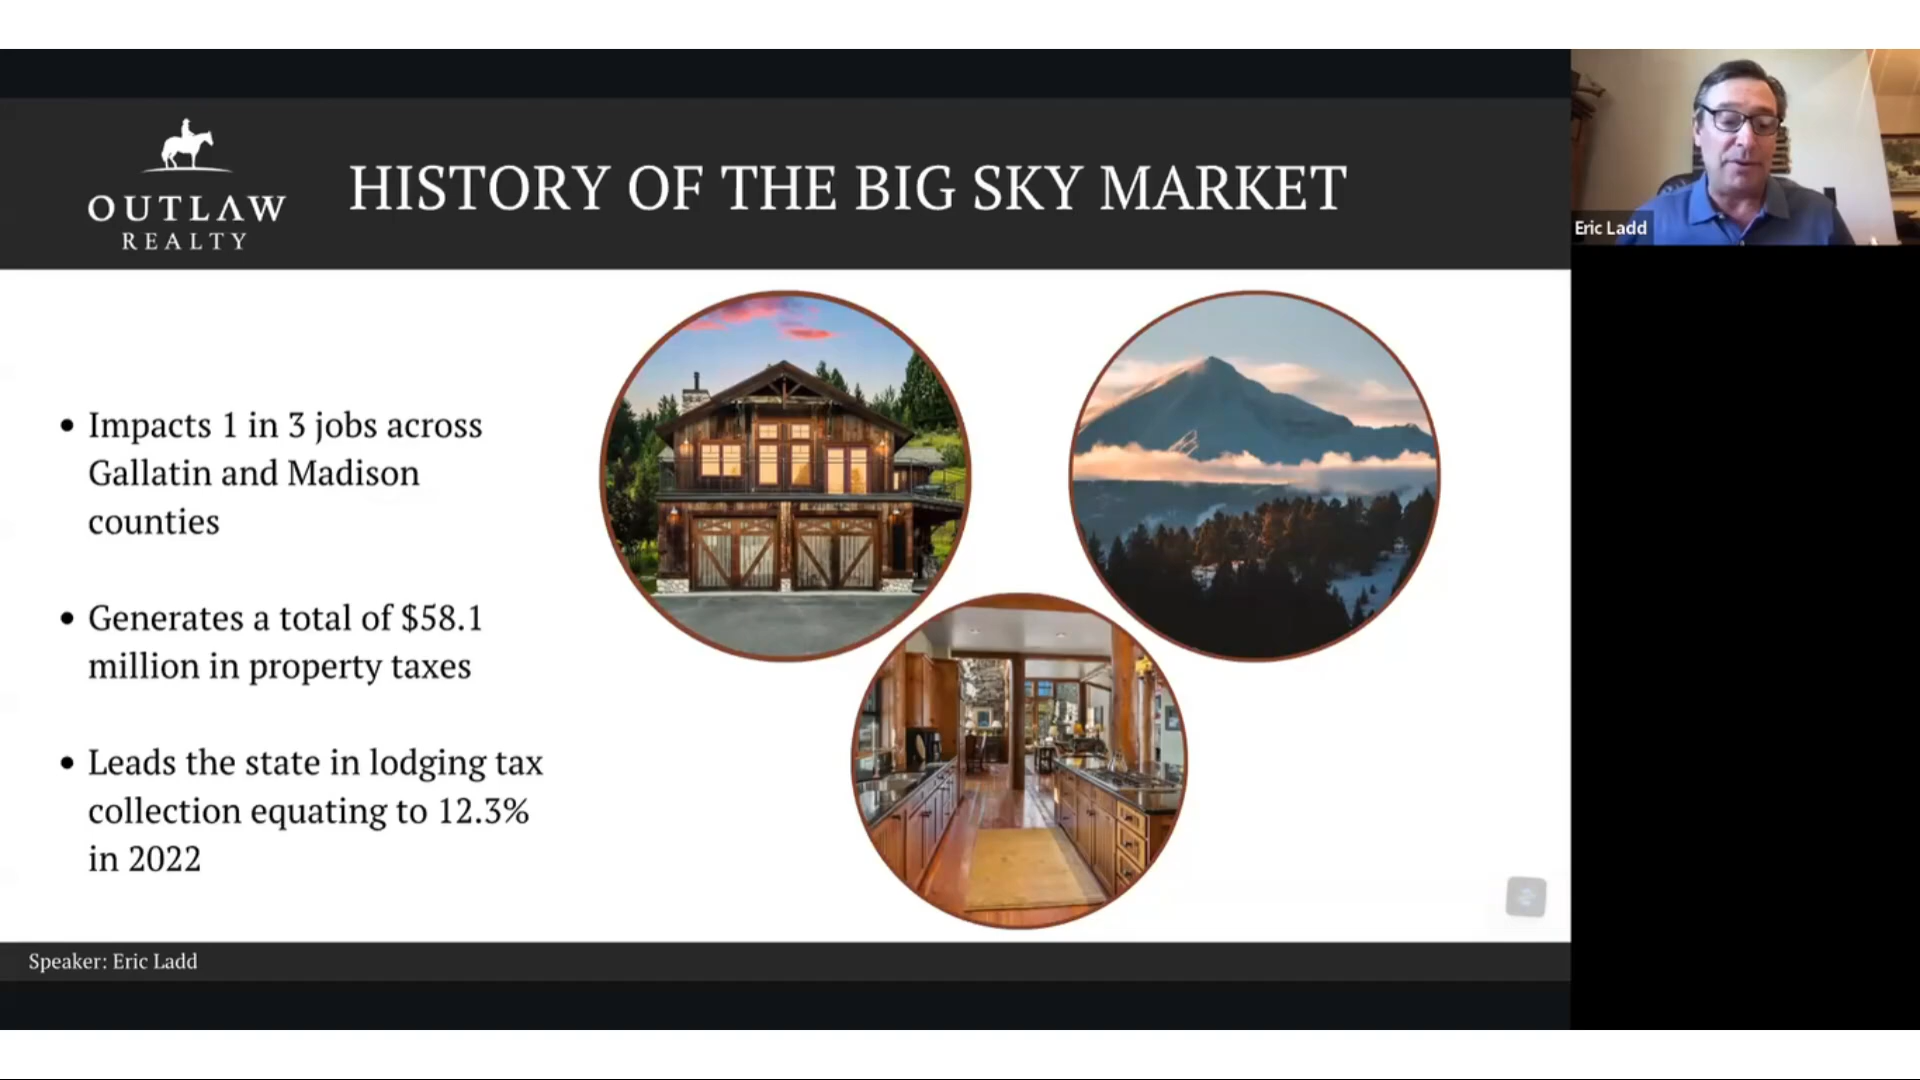 OUTLAW
REALTY
HISTORY OF THE BIG SKY MARKET
Eric Ladd
• Impacts 1 in 3 jobs across
Gallatin and Madison
counties
• Generates a total of $58.1
million in property taxes
• Leads the state in lodging tax
collection equating to 12.3%
in 2022
Speaker: Eric Ladd